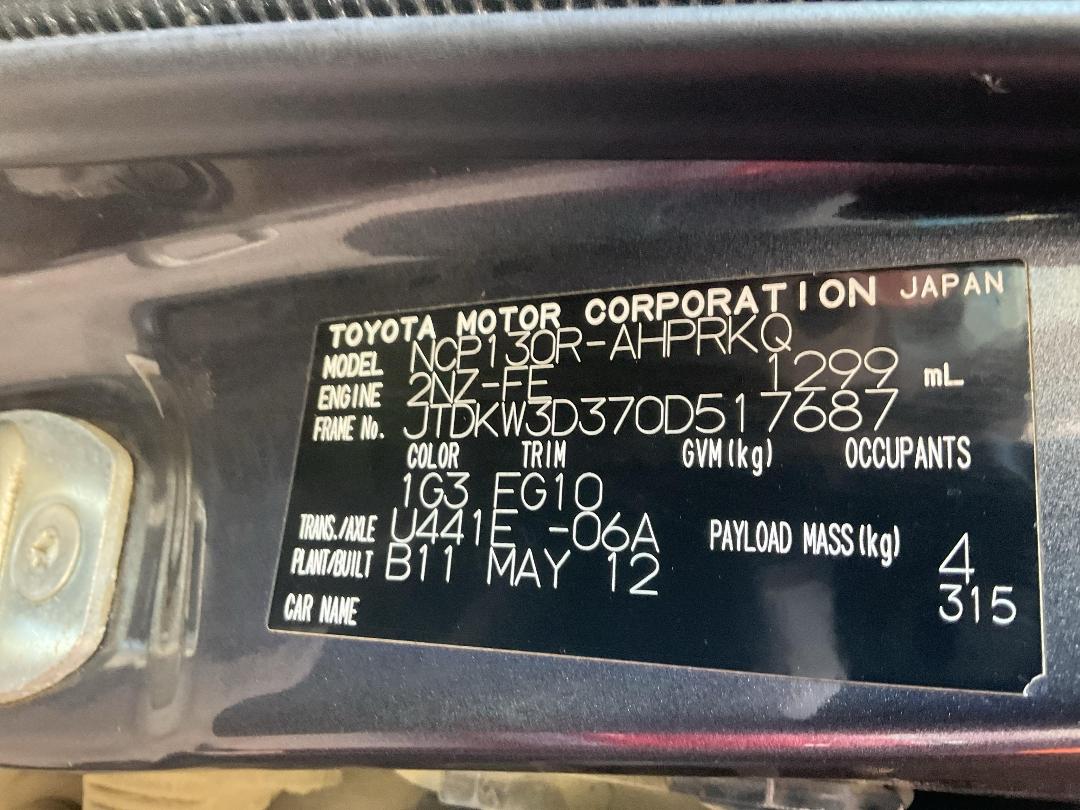 TOYOTA MOTOR CORPORATION JAPAN
MODEL NCP130R-AHPRKQ
ENGINE 2NZ-FE 1299 mL
FRAME No. JTDKW3D370D517687
COLOR TRIM GVM(kg) OCCUPANTS
1G3 EG10
TRANS./AXLE U441E -06A PAYLOAD MASS(kg) 4
PLANT/BUILT B11 MAY 12 315
CAR NAME